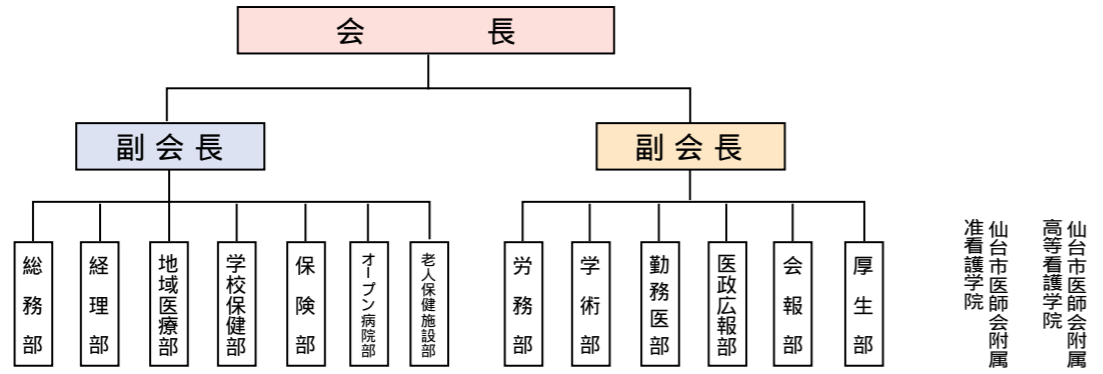 会長
副会長
副会長
総務部
経理部
地域医療部
学校保健部
保険部
オープン病院部
老人保健施設部
労務部
学術部
勤務医部
医政広報部
会報部
厚生部
仙台市医師会附属
准看護学院
仙台市医師会附属
高等看護学院